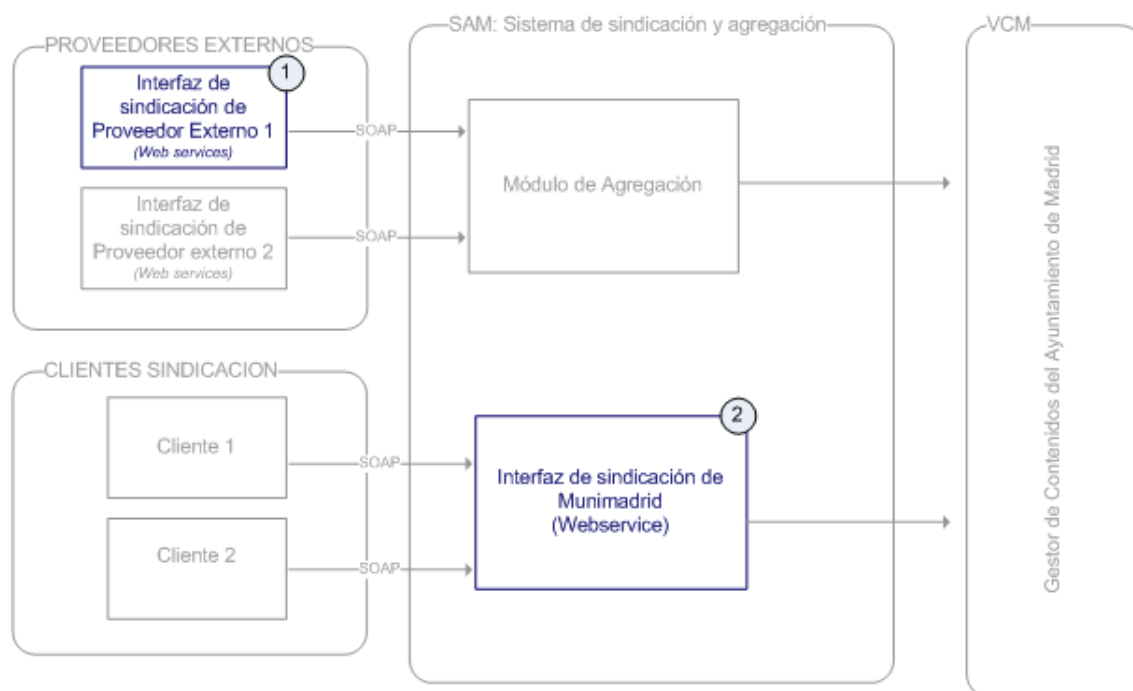 PROVEEDORES EXTERNOS
1
Interfaz de
sindicación de
Proveedor Externo 1
(Web services)
SOAP
Interfaz de
sindicación de
Proveedor externo 2
(Web services)
SOAP
SAM: Sistema de sindicación y agregación
Módulo de Agregación
CLIENTES SINDICACION
Cliente 1
SOAP
Cliente 2
SOAP
2
Interfaz de sindicación de
Munimadrid
(Webservice)
VCM
Gestor de Contenidos del Ayuntamiento de Madrid